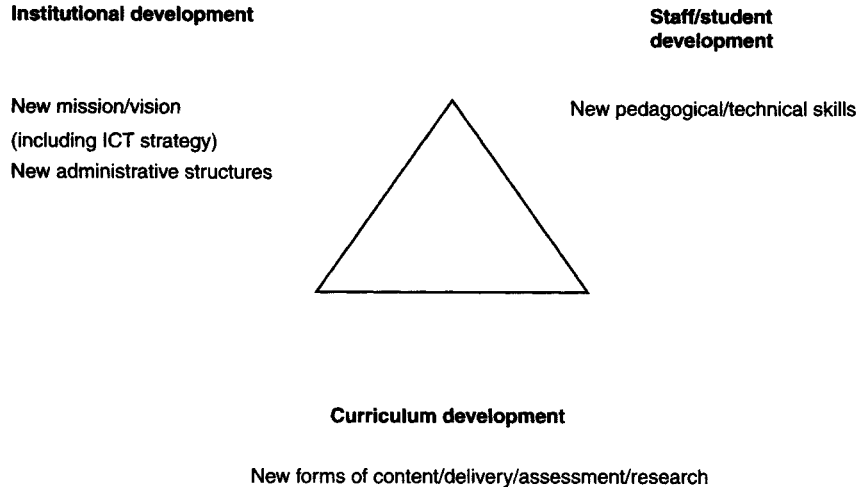 Institutional development
Staff/student
development
New mission/vision
(including ICT strategy)
New administrative structures
New pedagogical/technical skills
Curriculum development
New forms of content/delivery/assessment/research